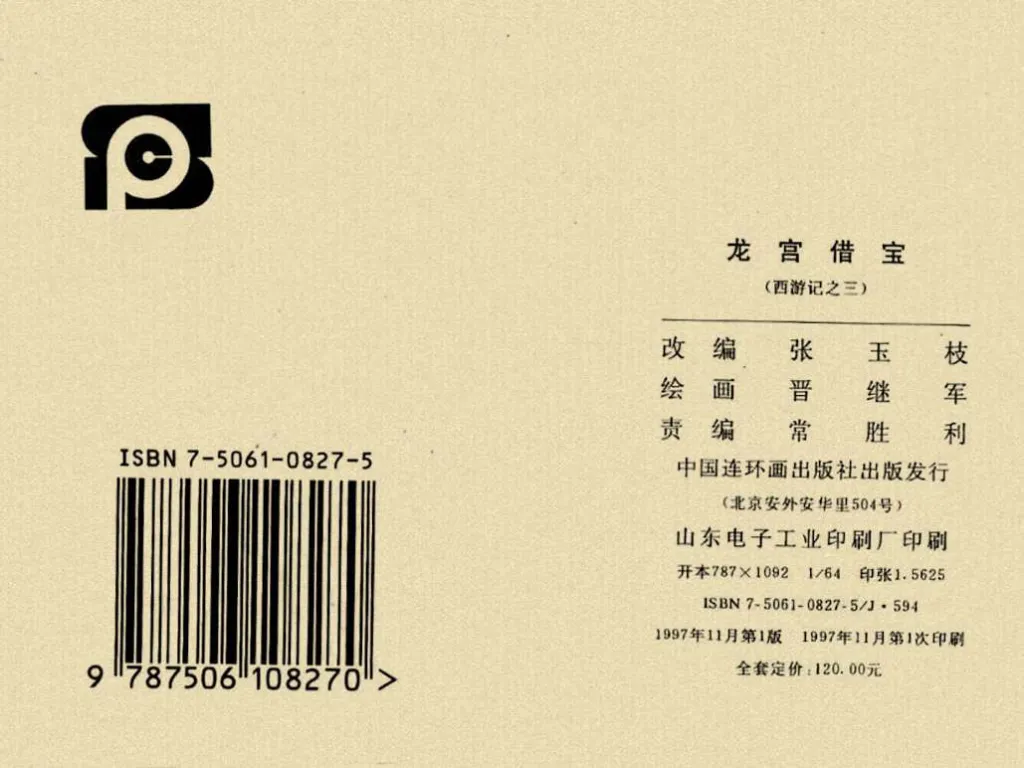 ISBN 7-5061-0827-5
9 787506 108270 >
龙宫借宝
(西游记之三)
改编 张玉枝
绘画 晋继军
责编 常胜利
中国连环画出版社出版发行
(北京安外安华里504号)
山东电子工业印刷厂印刷
开本787×1092 1/64 印张1.5625
ISBN 7-5061-0827-5/J·594
1997年11月第1版 1997年11月第1次印刷
全套定价:120.00元